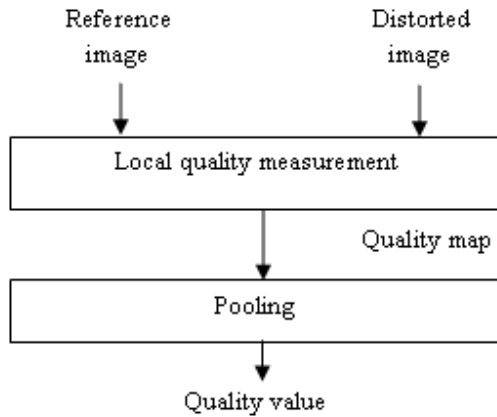 Reference
image
Distorted
image
Local quality measurement
Quality map
Pooling
Quality value